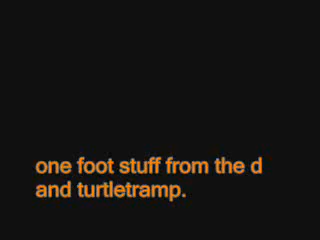 one foot stuff from the d
and turtletramp.